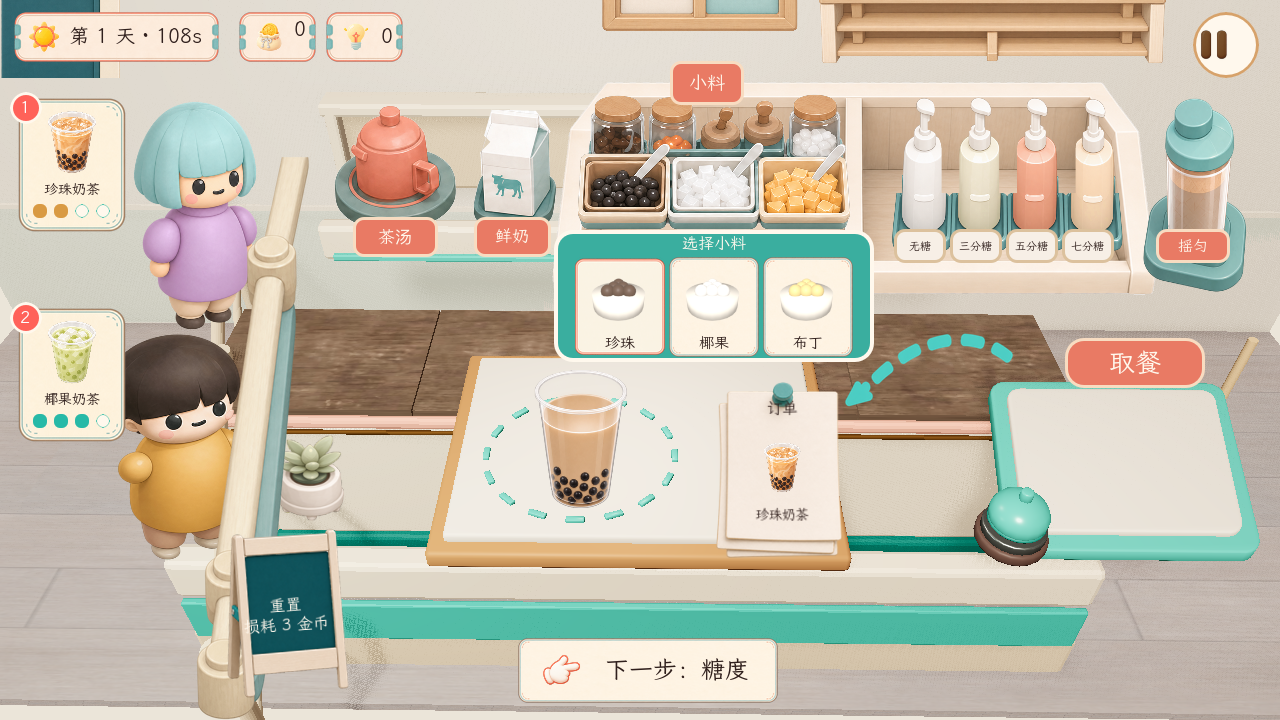 第 1 天·108s
0
0
1
珍珠奶茶
2
椰果奶茶
小料
茶汤
鲜奶
无糖
三分糖
五分糖
七分糖
摇匀
选择小料
珍珠
椰果
布丁
取餐
订单
珍珠奶茶
重置
损耗 3 金币
下一步：糖度